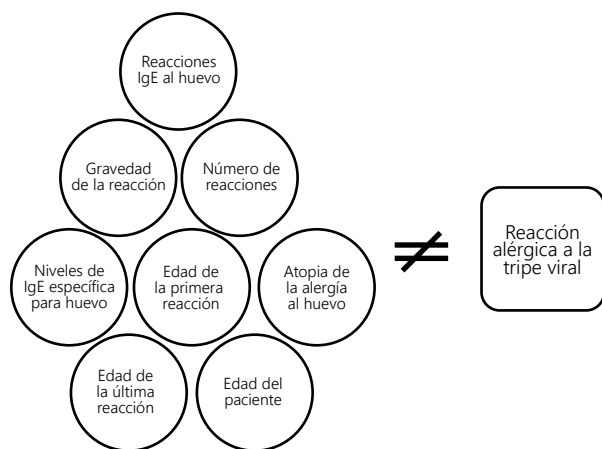 Reacciones
IgE al huevo
Gravedad
de la reacción
Número de
reacciones
Niveles de
IgE específica
para huevo
Edad de
la primera
reacción
Atopia de
la alergía
al huevo
Edad de
la última
reacción
Edad del
paciente
≠
Reacción
alérgica a la
tripe viral